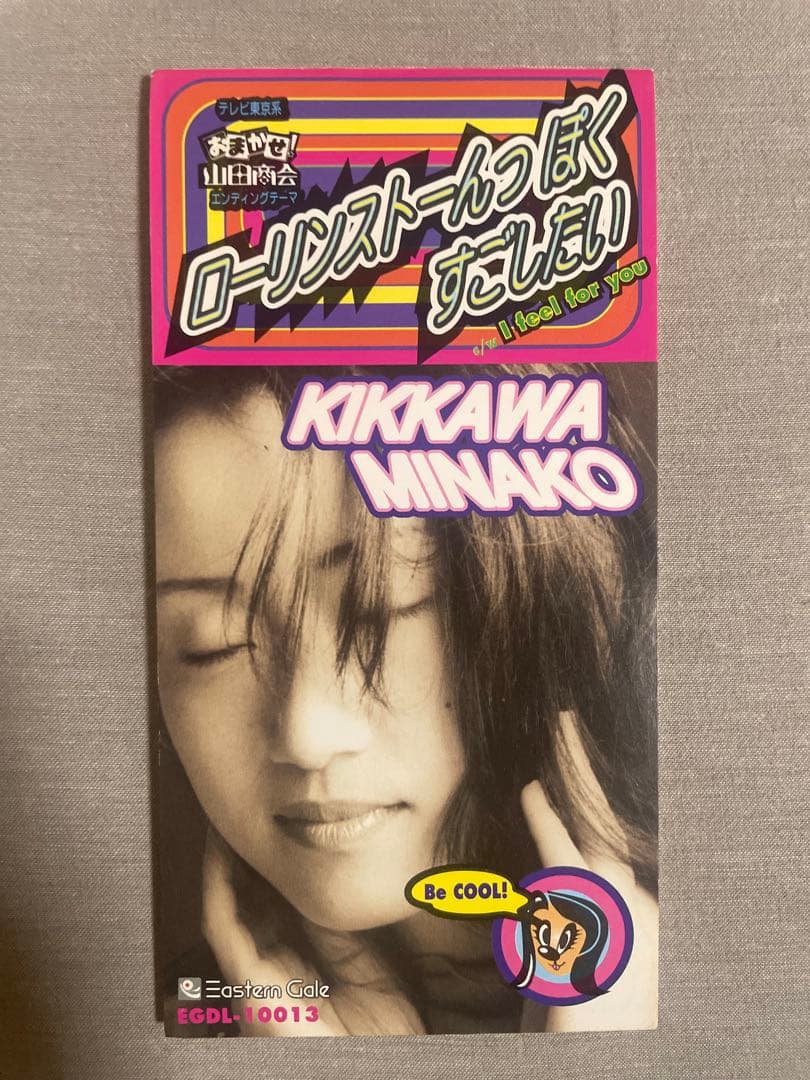 テレビ東京系
おまかせ!
山田商会
エンディングテーマ
ローリンストーんっぽく
すごしたい
c/w I feel for you
KIKKAWA
MINAKO
Be COOL!
Eastern Gale
EGDL-10013